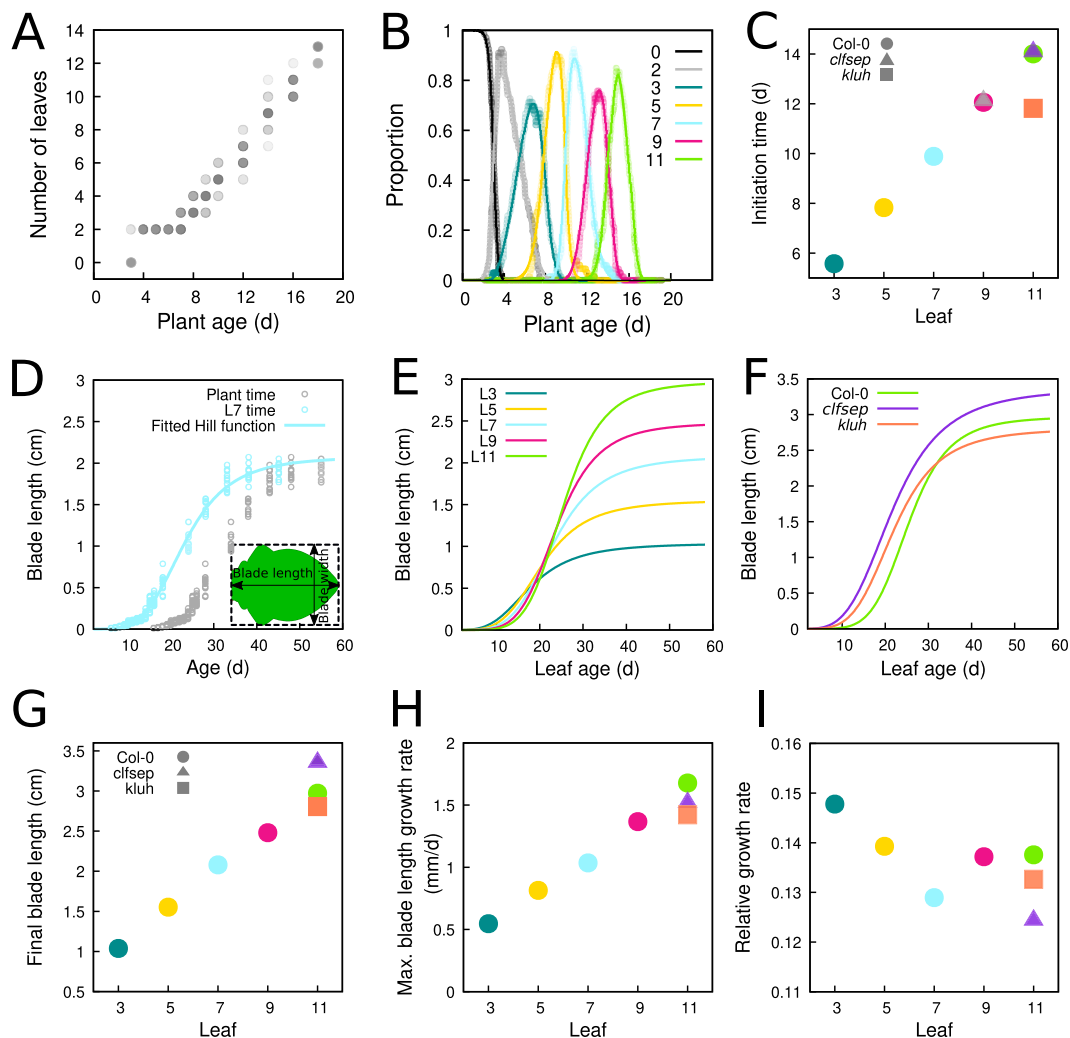 A
14
12
10
8
6
4
2
0
Number of leaves
0
4
8
12
16
20
Plant age (d)
B
1
0.8
0.6
0.4
0.2
0
Proportion
0
2
3
5
7
9
11
0
4
8
12
16
20
Plant age (d)
C
Col-0
clfsep
kluh
14
12
10
8
6
Initiation time (d)
3
5
7
9
11
Leaf
D
3
2.5
2
1.5
1
0.5
0
Blade length (cm)
Plant time
L7 time
Fitted Hill function
Blade length
Blade width
0
10
20
30
40
50
60
Age (d)
E
3
2.5
2
1.5
1
0.5
0
Blade length (cm)
L3
L5
L7
L9
L11
10
20
30
40
50
60
Leaf age (d)
F
3.5
3
2.5
2
1.5
1
0.5
0
Blade length (cm)
Col-0
clfsep
kluh
10
20
30
40
50
60
Leaf age (d)
G
3.5
3
2.5
2
1.5
1
0.5
Final blade length (cm)
Col-0
clfsep
kluh
3
5
7
9
11
Leaf
H
2
1.5
1
0.5
0
Max. blade length growth rate
(mm/d)
3
5
7
9
11
Leaf
I
0.16
0.15
0.14
0.13
0.12
0.11
Relative growth rate
3
5
7
9
11
Leaf